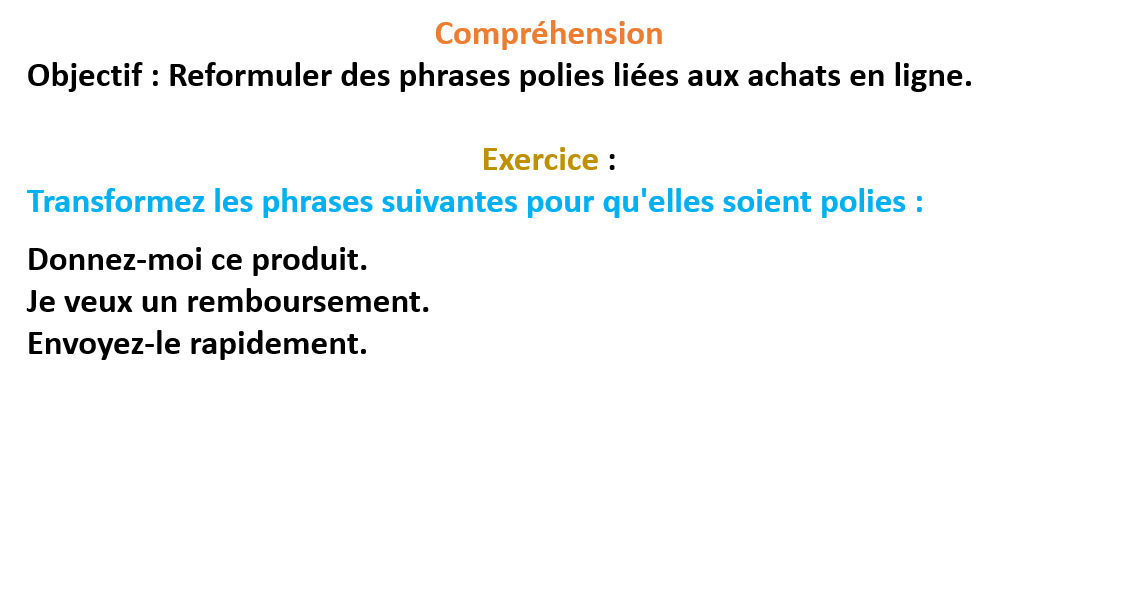 Compréhension
Objectif : Reformuler des phrases polies liées aux achats en ligne.
Exercice :
Transformez les phrases suivantes pour qu'elles soient polies :
Donnez-moi ce produit.
Je veux un remboursement.
Envoyez-le rapidement.